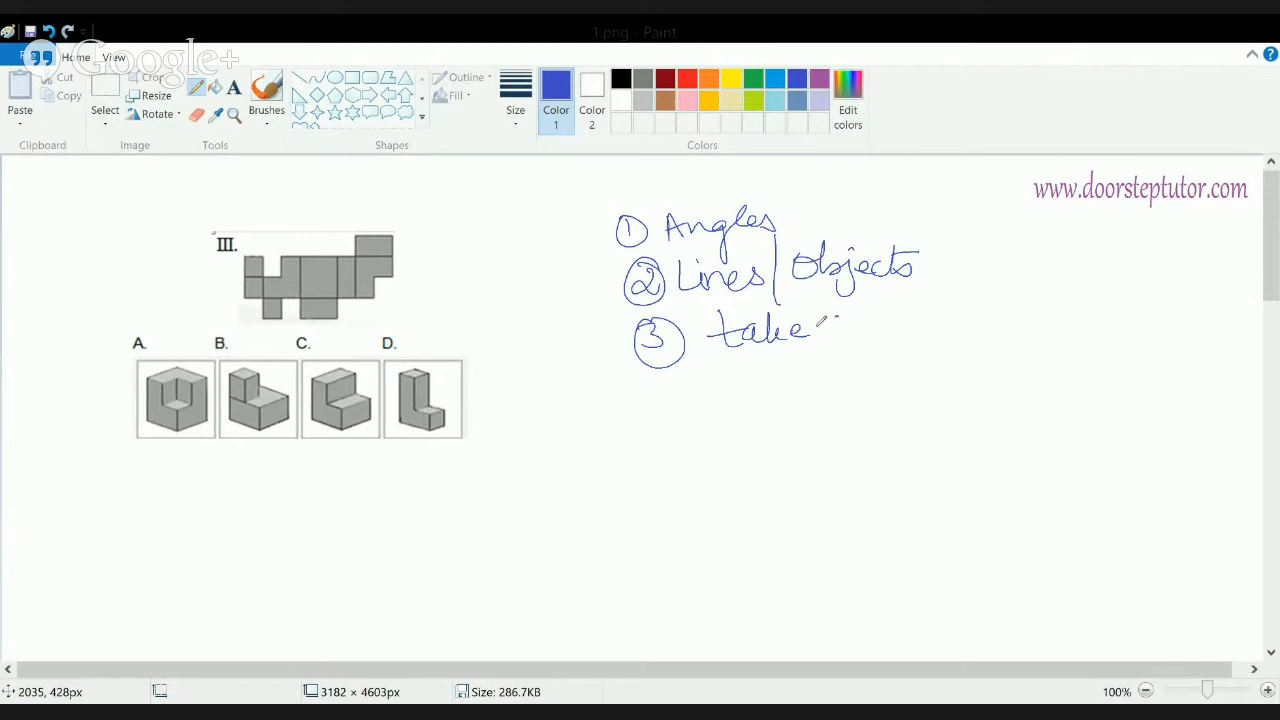 1.png - Paint
Google+
File Home View
Paste
Cut
Copy
Select
Crop
Resize
Rotate
A
Brushes
Outline
Fill
Size
Color 1
Color 2
Edit colors
Clipboard
Image
Tools
Shapes
Colors
www.doorsteptutor.com
III.
① Angles
② Lines | Objects
③ take
A. B. C. D.
2035, 428px
3182 × 4603px
Size: 286.7KB
100%